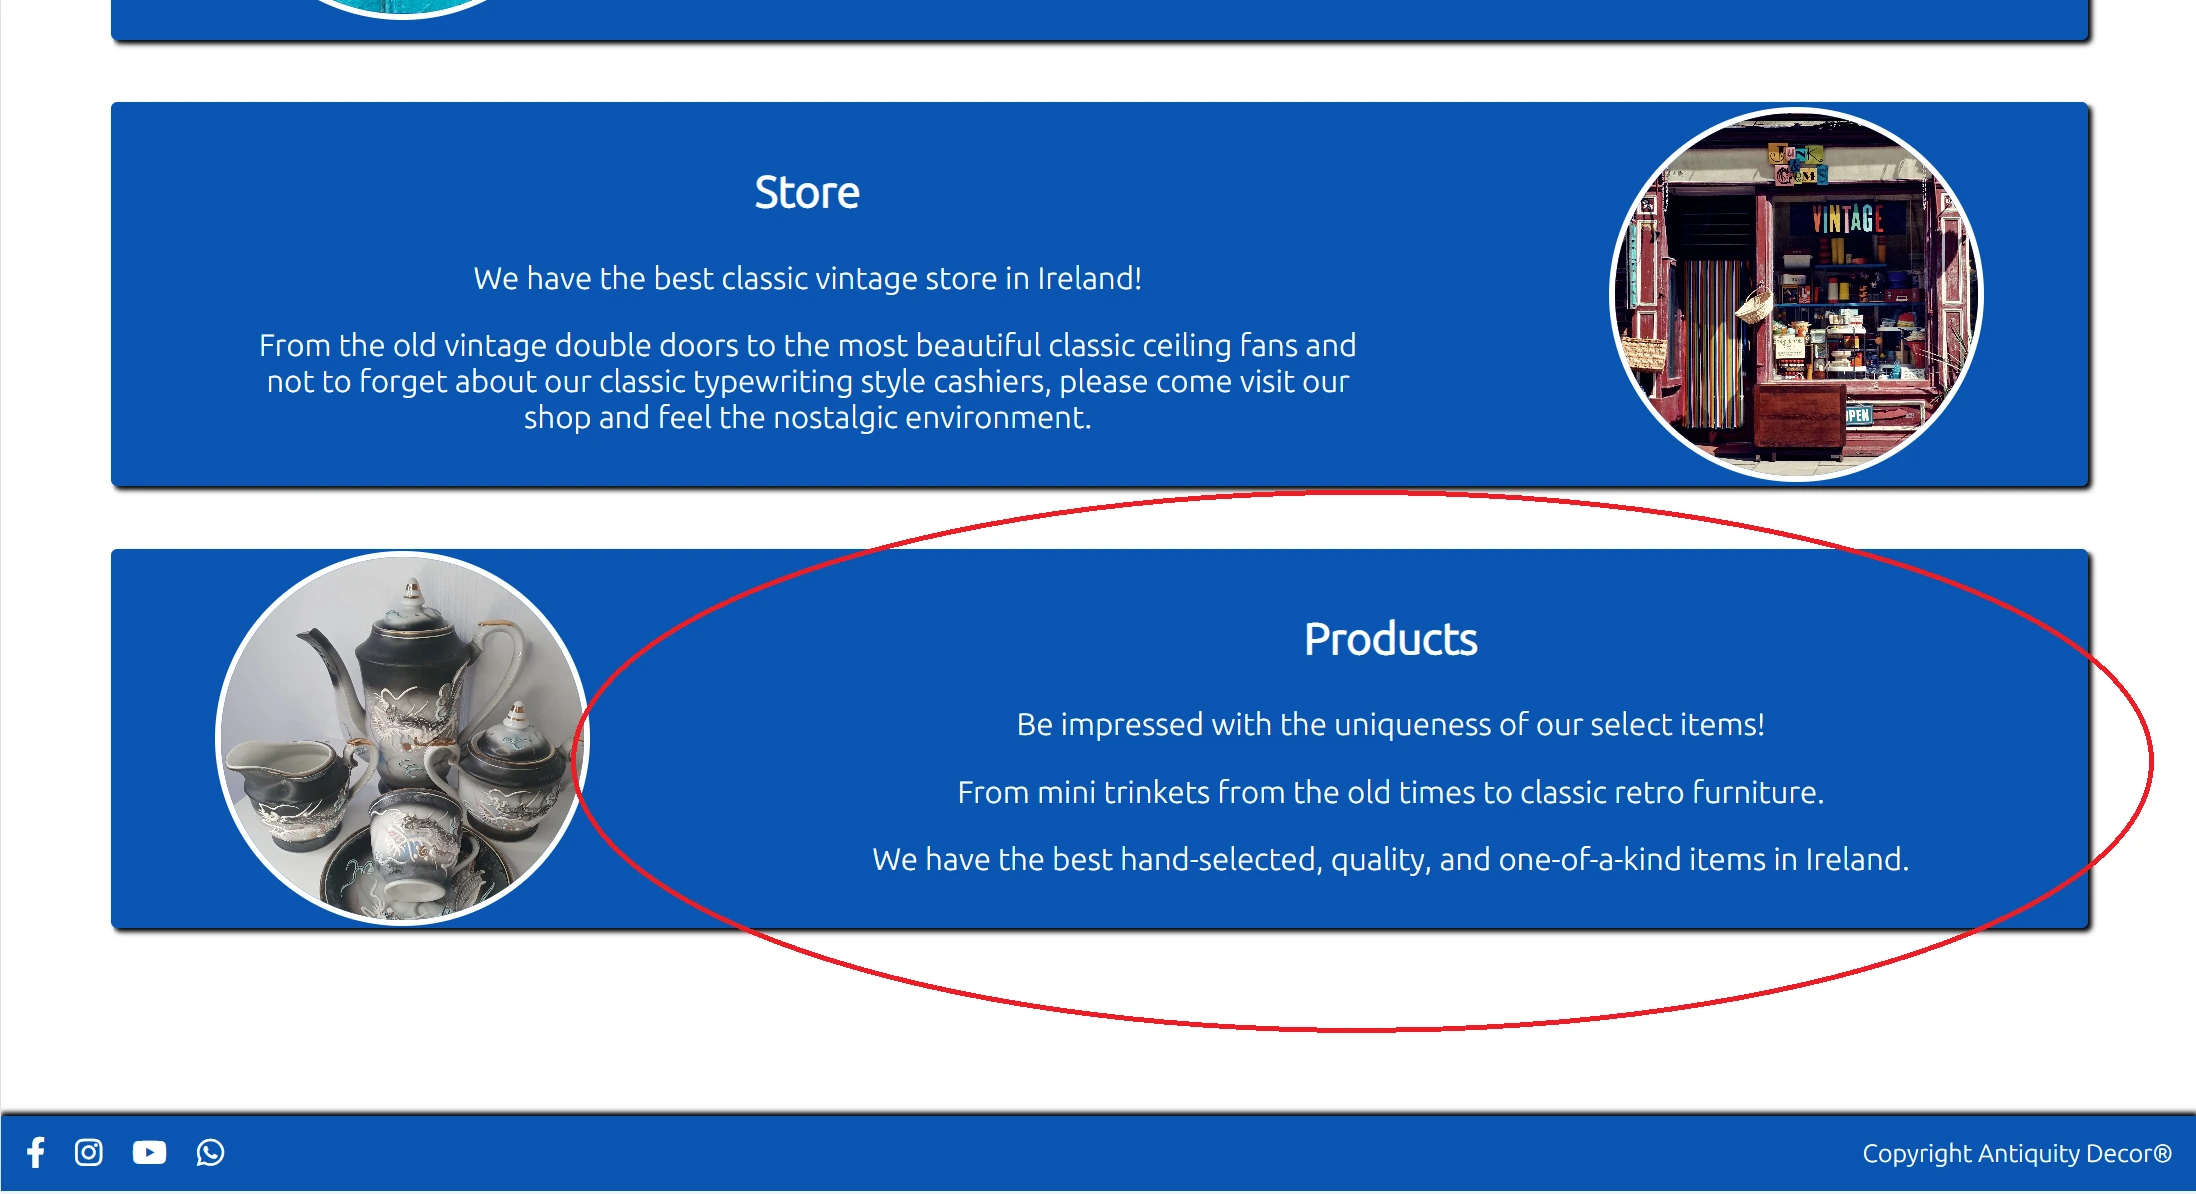 Store
We have the best classic vintage store in Ireland!
From the old vintage double doors to the most beautiful classic ceiling fans and
not to forget about our classic typewriting style cashiers, please come visit our
shop and feel the nostalgic environment.
Junk
Gems
VINTAGE
PEN
Products
Be impressed with the uniqueness of our select items!
From mini trinkets from the old times to classic retro furniture.
We have the best hand-selected, quality, and one-of-a-kind items in Ireland.
Copyright Antiquity Decor®